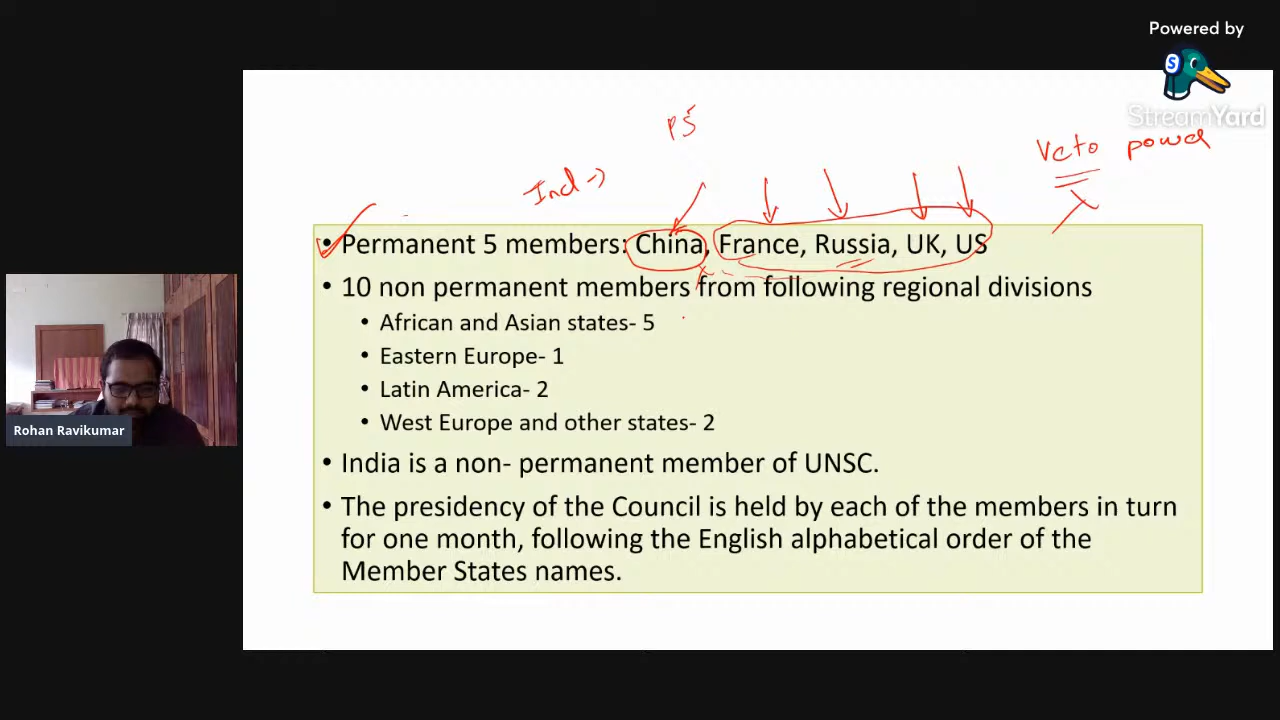 Powered by
S
StreamYard
P5
Veto power
Ind ->
• Permanent 5 members: China, France, Russia, UK, US
• 10 non permanent members from following regional divisions
• African and Asian states- 5
• Eastern Europe- 1
• Latin America- 2
• West Europe and other states- 2
Rohan Ravikumar
• India is a non- permanent member of UNSC.
• The presidency of the Council is held by each of the members in turn
for one month, following the English alphabetical order of the
Member States names.